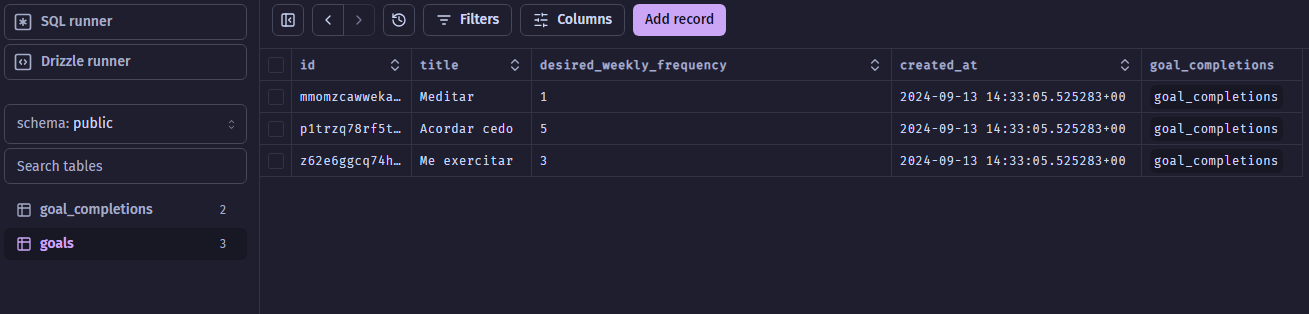 SQL runner
Drizzle runner
schema: public
Search tables
goal_completions 2
goals 3
Filters Columns Add record
id title desired_weekly_frequency created_at goal_completions
mmomzcawweka… Meditar 1 2024-09-13 14:33:05.525283+00 goal_completions
p1trzq78rf5t… Acordar cedo 5 2024-09-13 14:33:05.525283+00 goal_completions
z62e6ggcq74h… Me exercitar 3 2024-09-13 14:33:05.525283+00 goal_completions